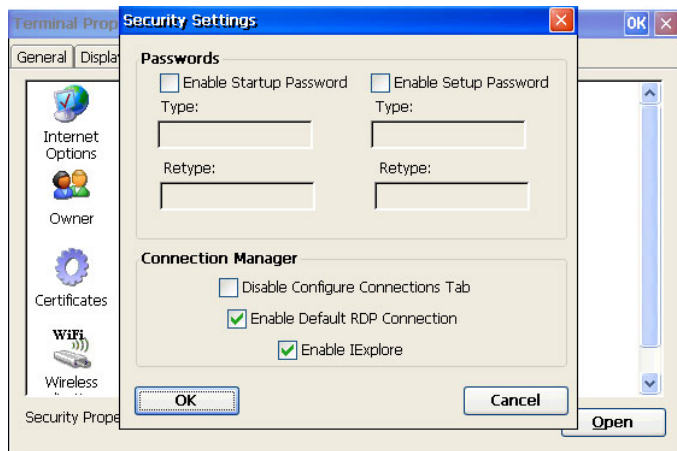 Terminal Prop
Security Settings
OK
General
Displa
Passwords
Enable Startup Password
Enable Setup Password
Type:
Type:
Retype:
Retype:
Internet
Options
Owner
Certificates
WiFi
Wireless
Connection Manager
Disable Configure Connections Tab
Enable Default RDP Connection
Enable IExplore
OK
Cancel
Security Prope
Open